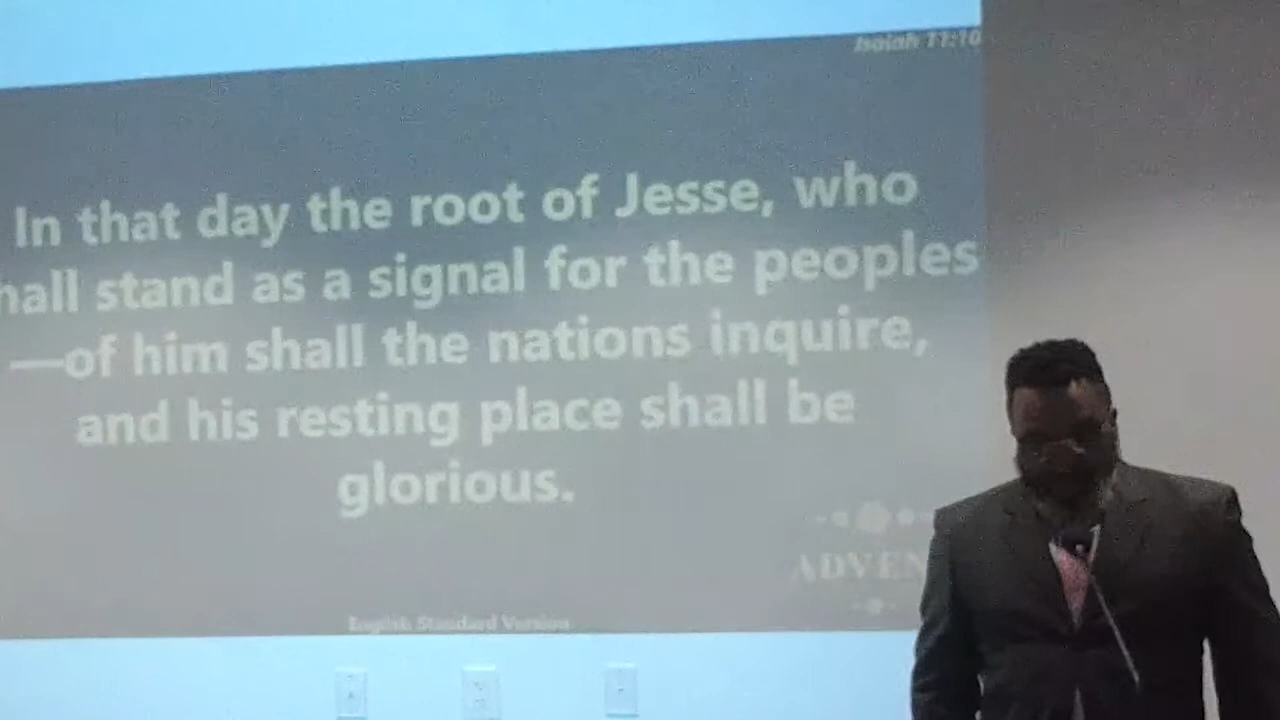 Isaiah 11:10
In that day the root of Jesse, who
hall stand as a signal for the peoples
—of him shall the nations inquire,
and his resting place shall be
glorious.
ADVEN
English Standard Version